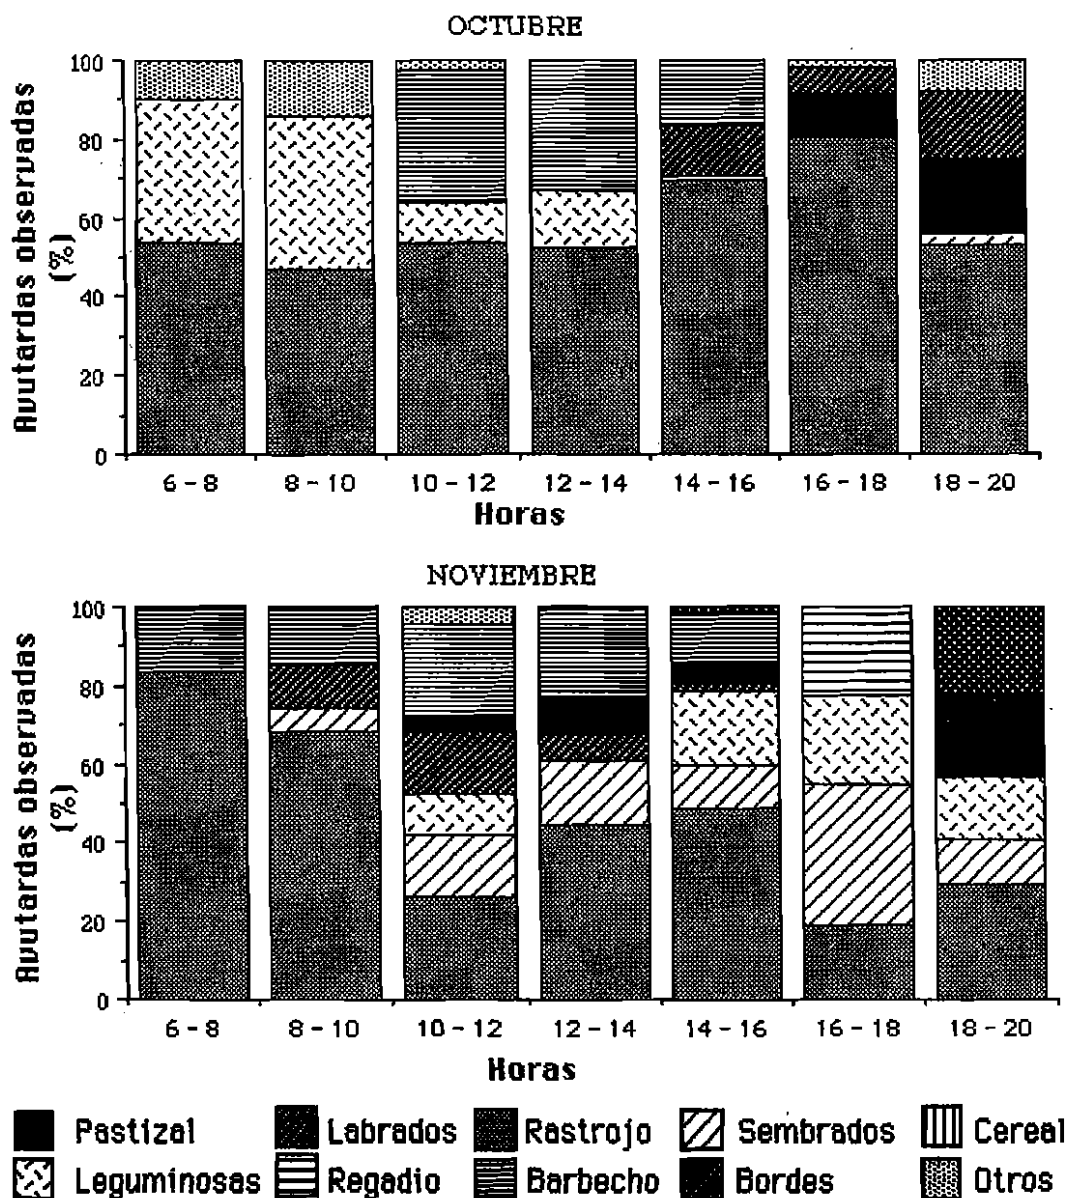 OCTUBRE
Avutardas observadas
(%)
100
80
60
40
20
0
6 - 8
8 - 10
10 - 12
12 - 14
14 - 16
16 - 18
18 - 20
Horas
NOVIEMBRE
Avutardas observadas
(%)
100
80
60
40
20
0
6 - 8
8 - 10
10 - 12
12 - 14
14 - 16
16 - 18
18 - 20
Horas
Pastizal Labrados Rastrojo Sembrados Cereal
Leguminosas Regadio Barbecho Bordes Otros